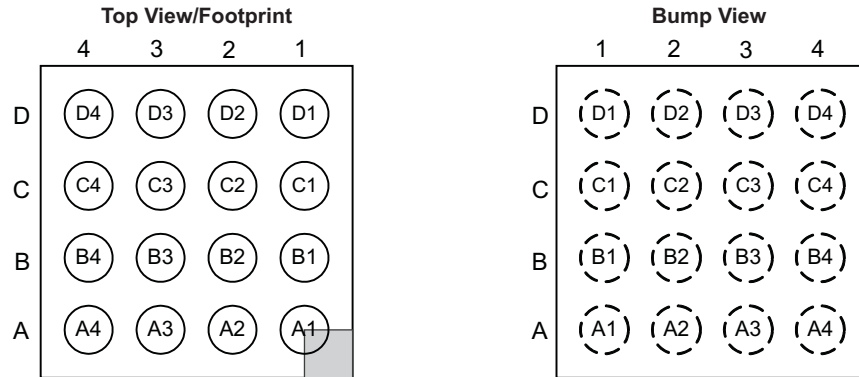 Top View/Footprint
4 3 2 1
D D4 D3 D2 D1
C C4 C3 C2 C1
B B4 B3 B2 B1
A A4 A3 A2 A1
Bump View
1 2 3 4
D D1 D2 D3 D4
C C1 C2 C3 C4
B B1 B2 B3 B4
A A1 A2 A3 A4